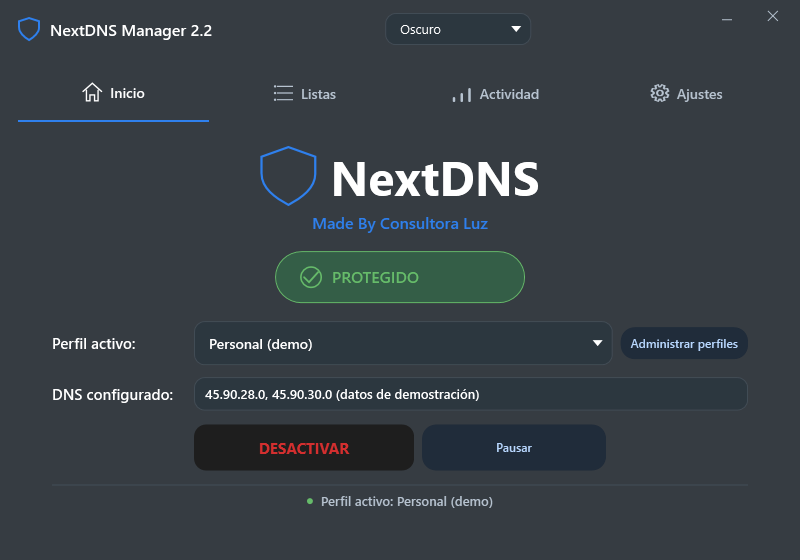 NextDNS Manager 2.2
Oscuro
Inicio
Listas
Actividad
Ajustes
NextDNS
Made By Consultora Luz
PROTEGIDO
Perfil activo:
Personal (demo)
Administrar perfiles
DNS configurado:
45.90.28.0, 45.90.30.0 (datos de demostración)
DESACTIVAR
Pausar
Perfil activo: Personal (demo)